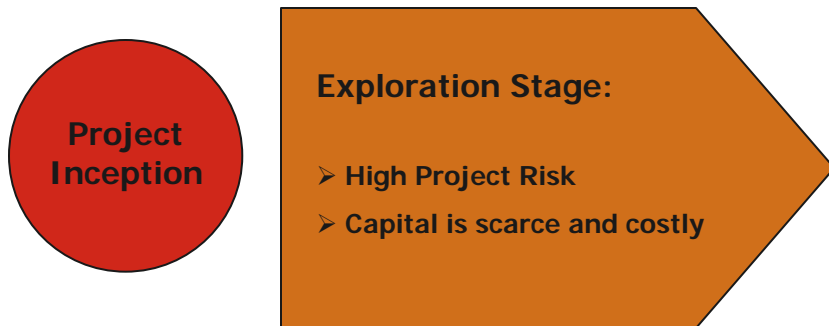 Project
Inception
Exploration Stage:
➢ High Project Risk
➢ Capital is scarce and costly